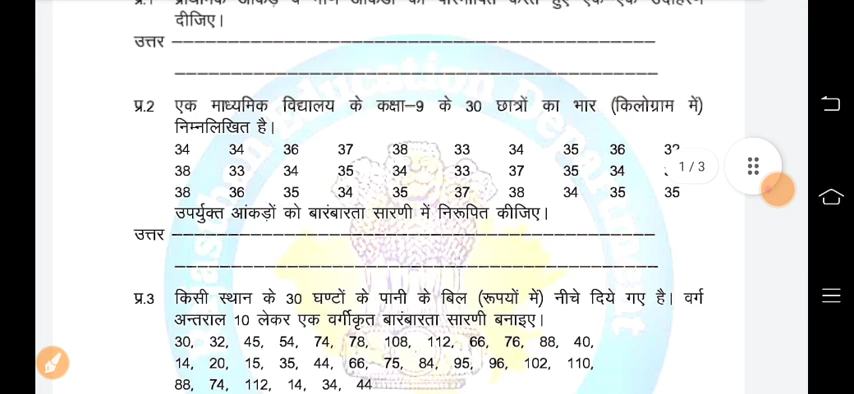 दीजिए।
उत्तर
प्र.2 एक माध्यमिक विद्यालय के कक्षा–9 के 30 छात्रों का भार (किलोग्राम में)
निम्नलिखित है।
34 34 36 37 38 33 34 35 36
38 33 34 35 34 33 37 35 34
1 / 3
38 36 35 34 35 37 38 34 35 35
उपर्युक्त आंकड़ों को बारंबारता सारणी में निरूपित कीजिए।
उत्तर
प्र.3 किसी स्थान के 30 घण्टों के पानी के बिल (रूपयों में) नीचे दिये गए है। वर्ग
अन्तराल 10 लेकर एक वर्गीकृत बारंबारता सारणी बनाइए।
30, 32, 45, 54, 74, 78, 108, 112, 66, 76, 88, 40,
14, 20, 15, 35, 44, 66, 75, 84, 95, 96, 102, 110,
88, 74, 112, 14, 34, 44